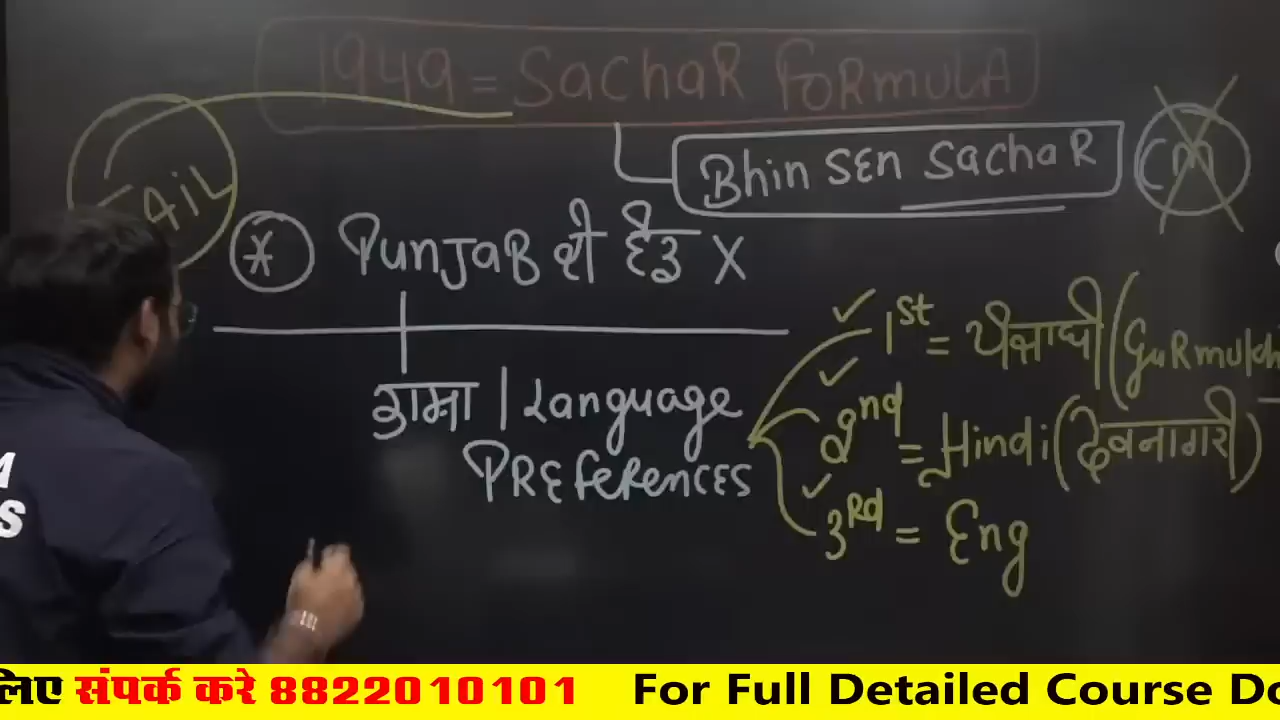 1949 = SachaR FORmULA
Bhin SEn SachaR
Cm
FAiL
* PunJaB ਦੀ ਵੰਡ X
ਭਾਸ਼ਾ | Language
PREFeRENCES
1st = ਪੰਜਾਬੀ (GuRmukh
2nd = Hindi (देवनागरी)
3Rd = Eng
A
S
लिए संपर्क करे 8822010101 For Full Detailed Course Do